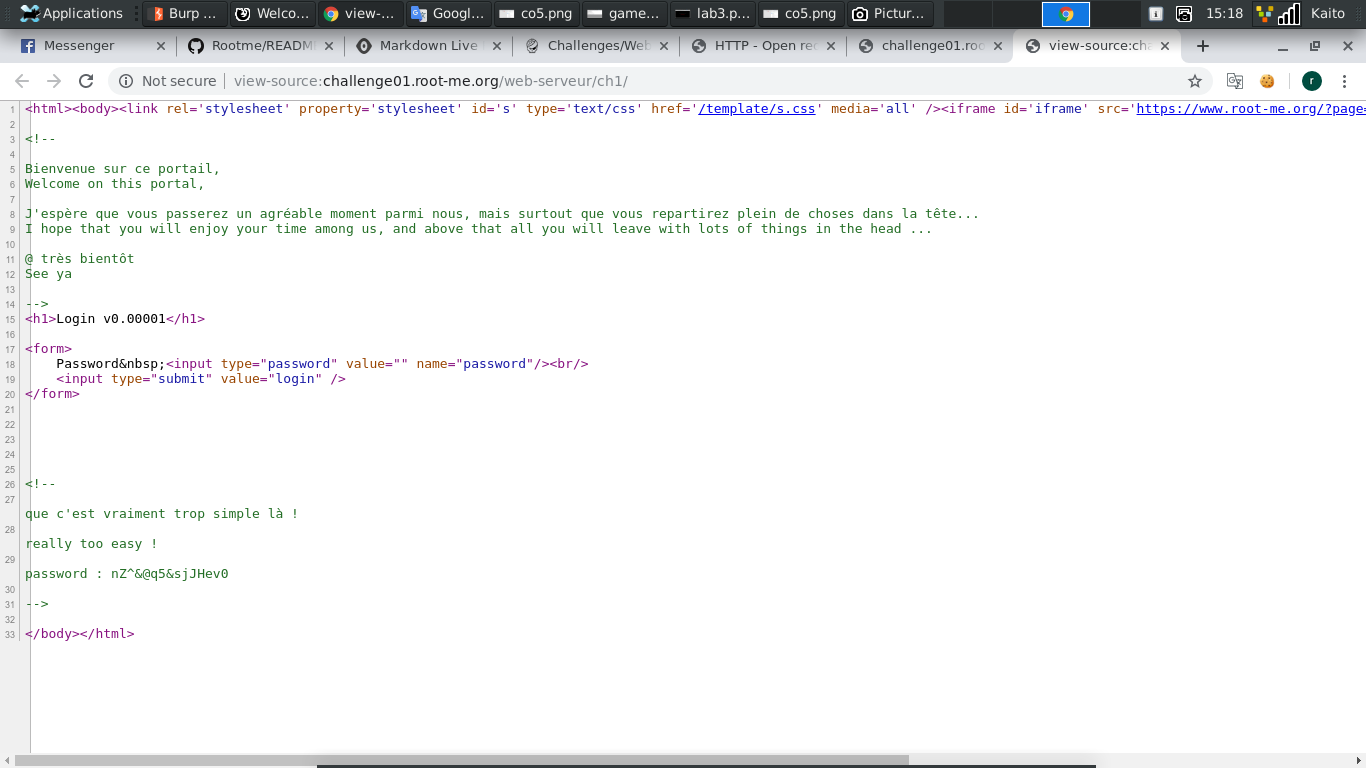 Applications Burp ... Welco... view-... Googl... co5.png game... lab3.p... co5.png Pictur... 15:18 Kaito
Messenger Rootme/READM Markdown Live Challenges/Web HTTP - Open re challenge01.roo view-source:cha
Not secure view-source:challenge01.root-me.org/web-serveur/ch1/ r
1 <html><body><link rel='stylesheet' property='stylesheet' id='s' type='text/css' href='/template/s.css' media='all' /><iframe id='iframe' src='https://www.root-me.org/?page=
2
3 <!--
4
5 Bienvenue sur ce portail,
6 Welcome on this portal,
7
8 J'espère que vous passerez un agréable moment parmi nous, mais surtout que vous repartirez plein de choses dans la tête...
9 I hope that you will enjoy your time among us, and above that all you will leave with lots of things in the head ...
10
11 @ très bientôt
12 See ya
13
14 -->
15 <h1>Login v0.00001</h1>
16
17 <form>
18 Password&nbsp;<input type="password" value="" name="password"/><br/>
19 <input type="submit" value="login" />
20 </form>
21
22
23
24
25
26 <!--
27
que c'est vraiment trop simple là !
28
really too easy !
29
password : nZ^&@q5&sjJHev0
30
31 -->
32
33 </body></html>